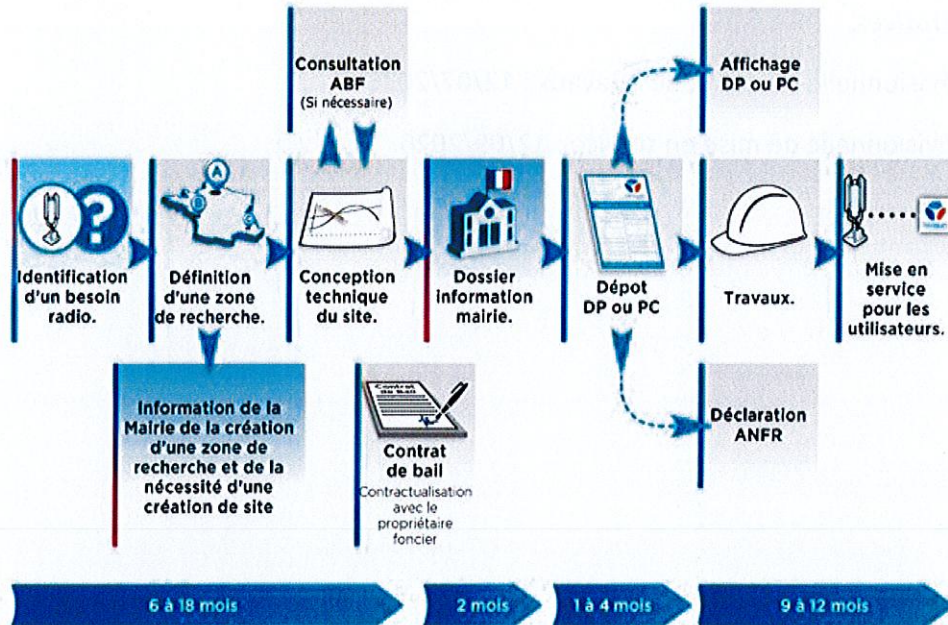 Consultation
ABF
(Si nécessaire)
Affichage
DP ou PC
Identification
d'un besoin
radio.
Définition
d'une zone
de recherche.
Conception
technique
du site.
Dossier
information
mairie.
Dépot
DP ou PC
Travaux.
Mise en
service
pour les
utilisateurs.
Information de la
Mairie de la création
d'une zone de
recherche et de la
nécessité d'une
création de site
Contrat
de Bail
Contrat
de bail
Contractualisation
avec le
propriétaire
foncier
Déclaration
ANFR
6 à 18 mois
2 mois
1 à 4 mois
9 à 12 mois